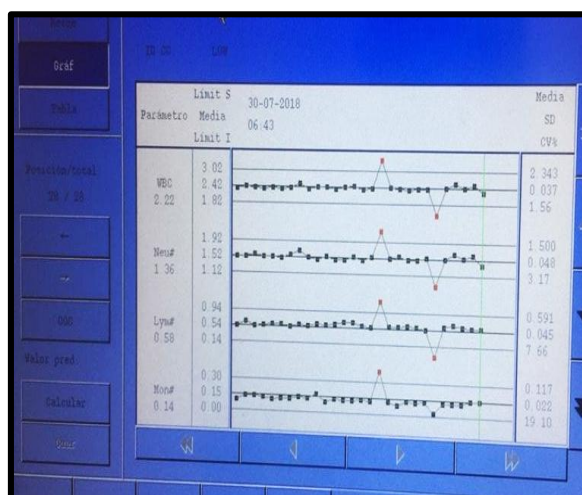 Gráf
Tabla
Posición/total
28 / 28
QC
LOW
Parámetro
Límit S
Media
Límit I
30-07-2018
06:43
Media
SD
CV%
WBC
2.22
3.02
2.42
1.82
2.343
0.037
1.56
Neu#
1.36
1.92
1.52
1.12
1.500
0.048
3.17
Lym#
0.58
0.94
0.54
0.14
0.591
0.045
7.66
Mon#
0.14
0.30
0.15
0.00
0.117
0.022
19.10
Valor pred.
Calcular